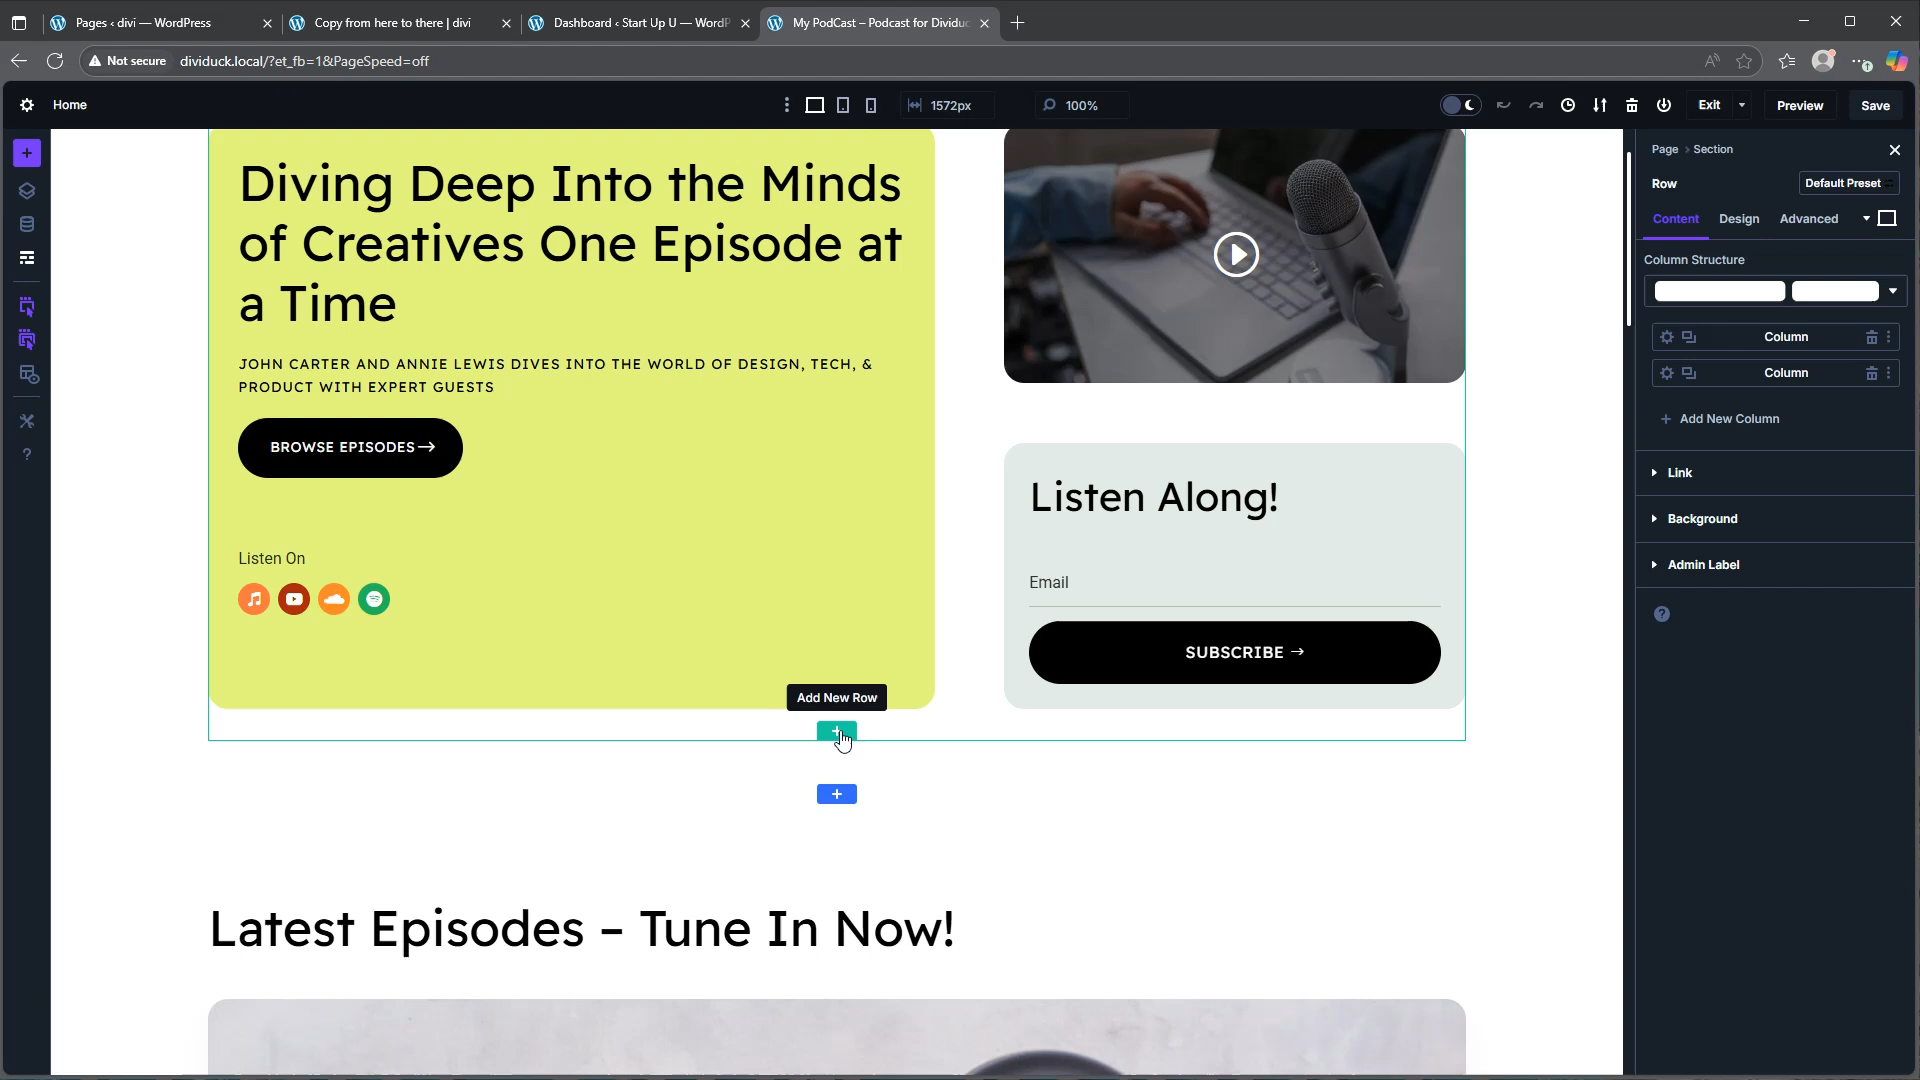 Pages ‹ divi — WordPress
Copy from here to there | divi
Dashboard ‹ Start Up U — WordP
My PodCast – Podcast for Dividuc
Not secure
dividuck.local/?et_fb=1&PageSpeed=off
Home
1572px
100%
Exit
Preview
Save
Diving Deep Into the Minds
of Creatives One Episode at
a Time
JOHN CARTER AND ANNIE LEWIS DIVES INTO THE WORLD OF DESIGN, TECH, &
PRODUCT WITH EXPERT GUESTS
BROWSE EPISODES→
Listen On
Listen Along!
Email
SUBSCRIBE →
Add New Row
Latest Episodes – Tune In Now!
Page › Section
Row
Default Preset
Content
Design
Advanced
Column Structure
Column
Column
+ Add New Column
Link
Background
Admin Label